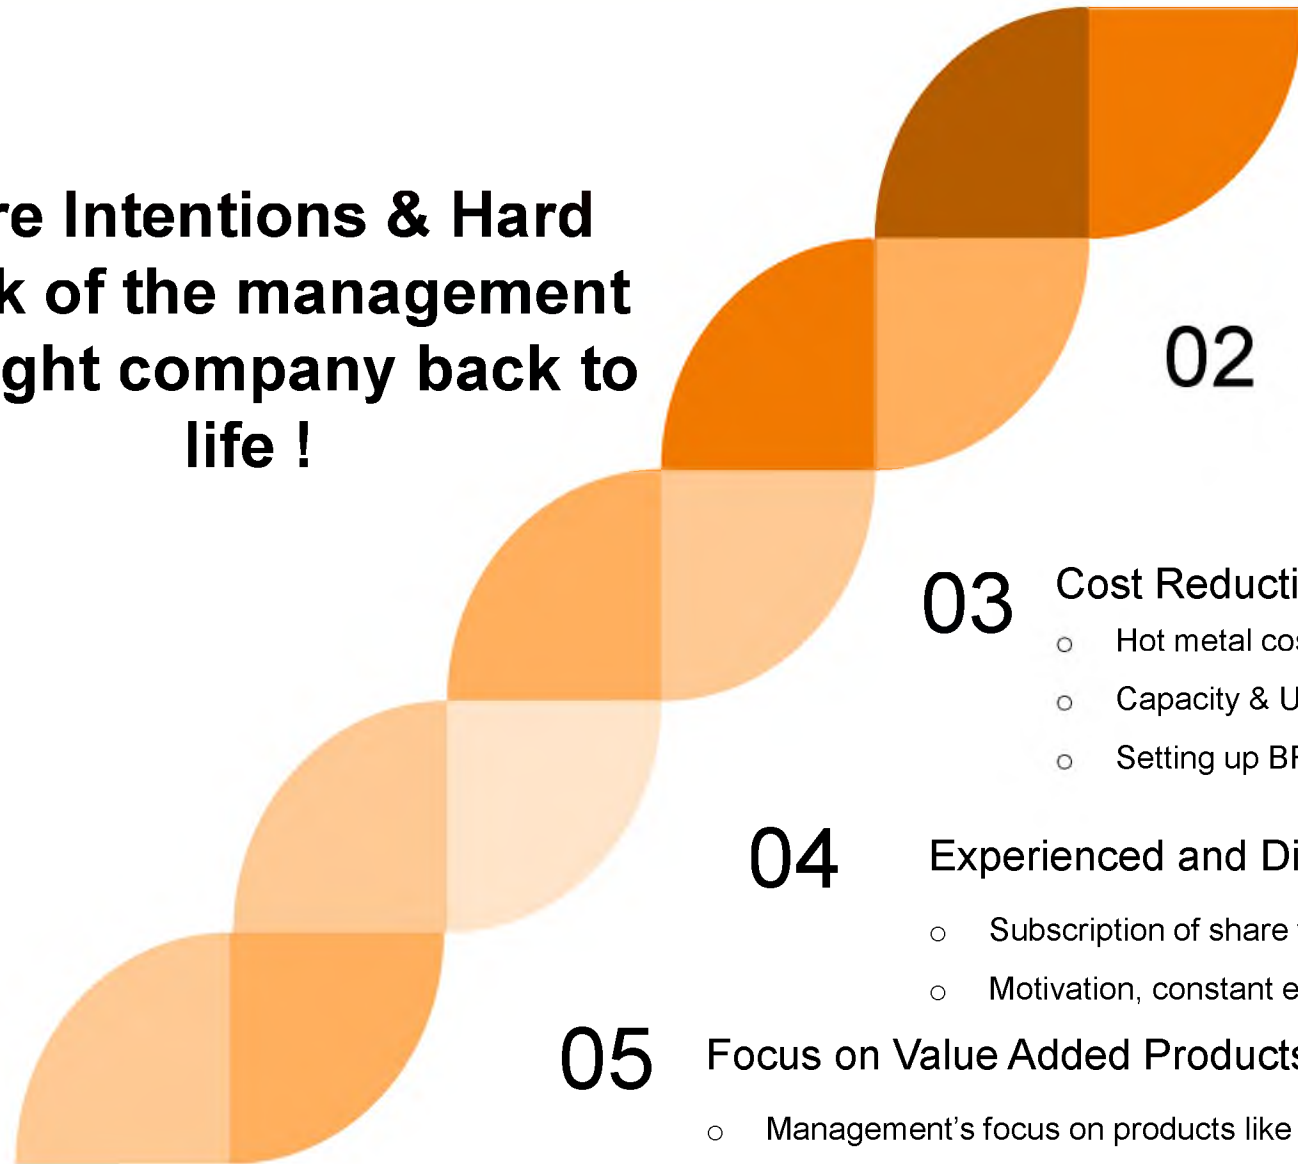 re Intentions & Hard
k of the management
ght company back to
life !
02
03 Cost Reducti
o Hot metal cos
o Capacity & U
o Setting up BF
04 Experienced and Di
o Subscription of share
o Motivation, constant e
05 Focus on Value Added Products
o Management's focus on products like